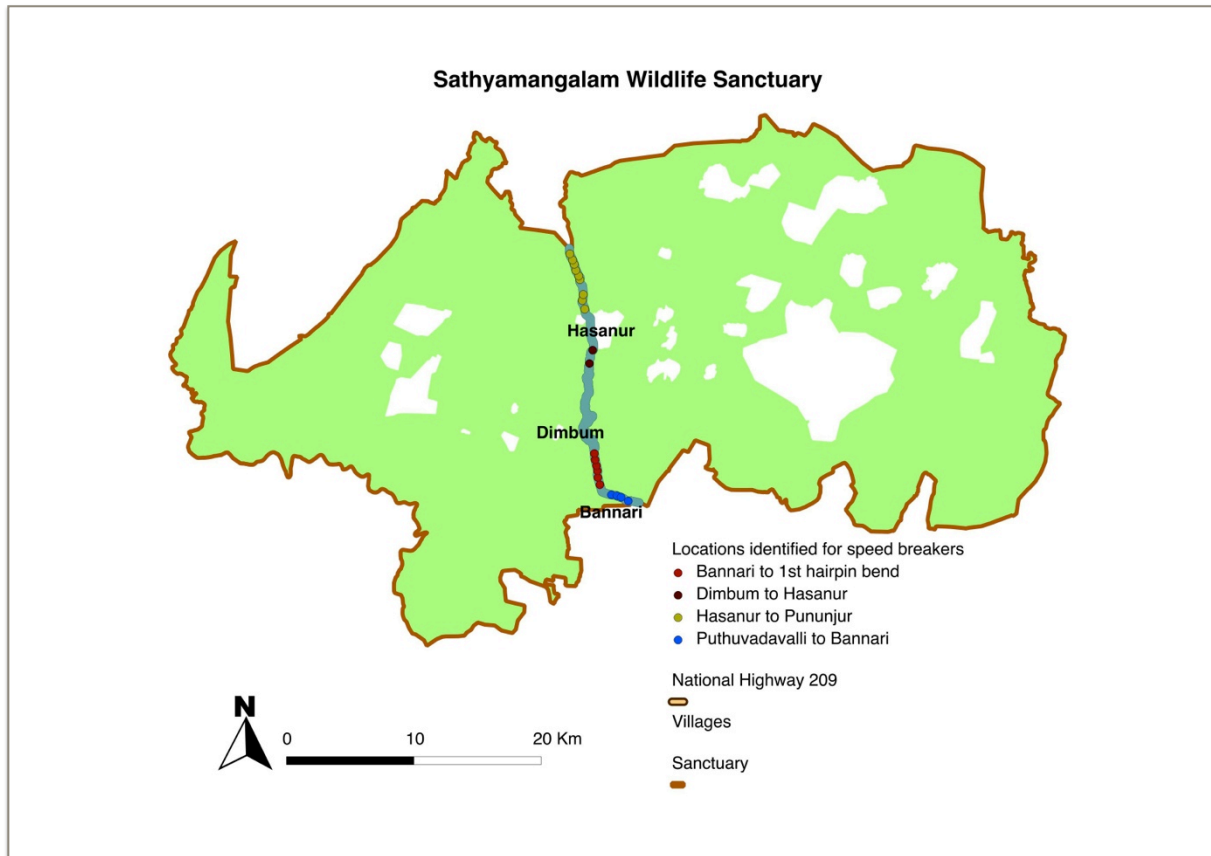 Sathyamangalam Wildlife Sanctuary
Hasanur
Dimbum
Bannari
Locations identified for speed breakers
Bannari to 1st hairpin bend
Dimbum to Hasanur
Hasanur to Pununjur
Puthuvadavalli to Bannari
National Highway 209
Villages
Sanctuary
N
0 10 20 Km